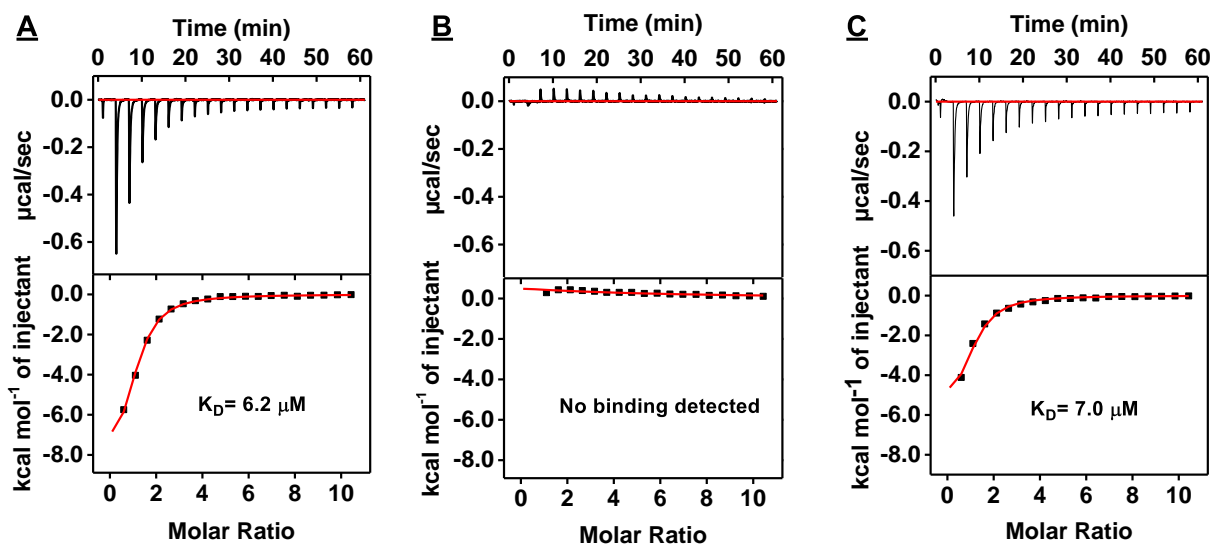 A
Time (min)
0 10 20 30 40 50 60
0.0
-0.2
-0.4
-0.6
µcal/sec
0.0
-2.0
-4.0
-6.0
-8.0
kcal mol⁻¹ of injectant
K_D= 6.2 µM
0 2 4 6 8 10
Molar Ratio
B
Time (min)
0 10 20 30 40 50 60
0.0
-0.2
-0.4
-0.6
µcal/sec
0.0
-2.0
-4.0
-6.0
-8.0
kcal mol⁻¹ of injectant
No binding detected
0 2 4 6 8 10
Molar Ratio
C
Time (min)
0 10 20 30 40 50 60
0.0
-0.2
-0.4
-0.6
µcal/sec
0.0
-2.0
-4.0
-6.0
-8.0
kcal mol⁻¹ of injectant
K_D= 7.0 µM
0 2 4 6 8 10
Molar Ratio